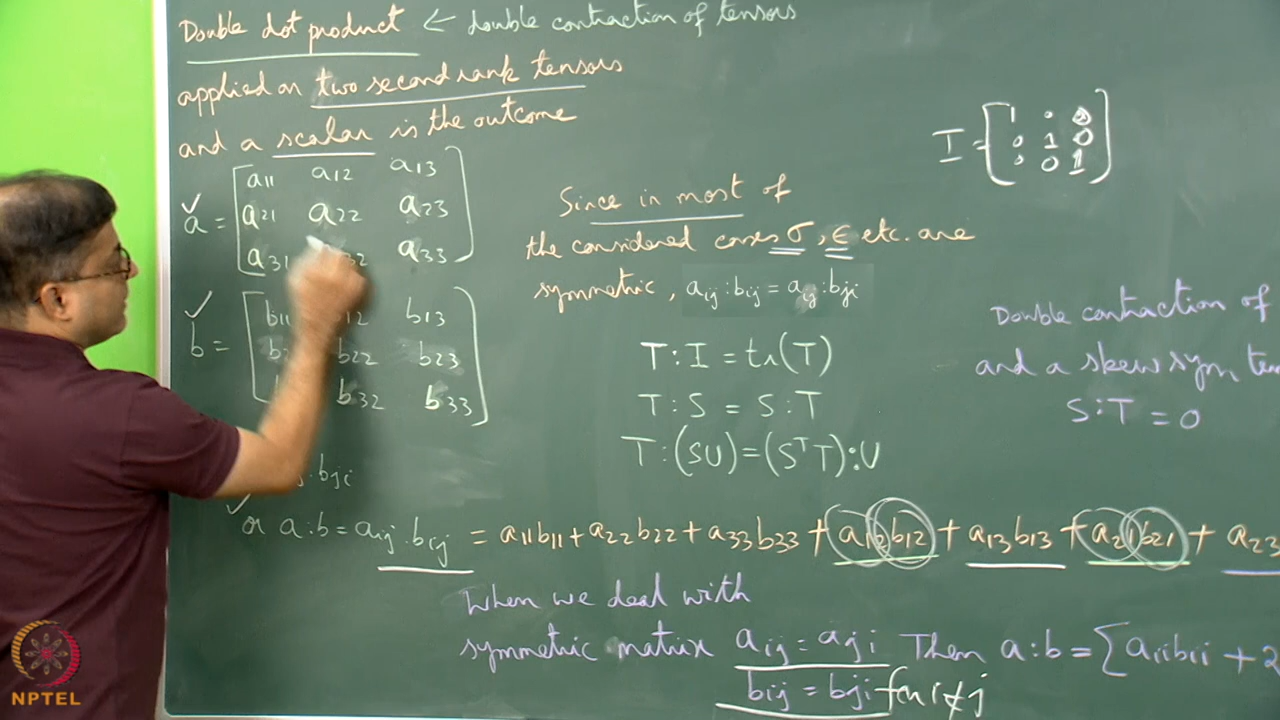 Double dot product ← double contraction of tensors
applied on two second rank tensors
and a scalar is the outcome
✓ a = [ a11 a12 a13
a21 a22 a23
a31 a32 a33 ]
✓ b = [ b11 b12 b13
b22 b23
b32 b33 ]
bji
✓ or a:b = aij:bij = a11b11 + a22b22 + a33b33 + a12b12 + a13b13 + a21b21 + a23
When we deal with
symmetric matrix aij = aji Then a:b = { aiibii + 2
bij = bji for i≠j
Since in most of
the considered cases σ, ε etc. are
symmetric, aij:bij = aij:bji
T:I = tr(T)
T:S = S:T
T:(SU) = (SᵀT):U
I = [ 1 0 0
0 1 0
0 0 1 ]
Double contraction of
and a skew sym ten
S:T = 0
NPTEL